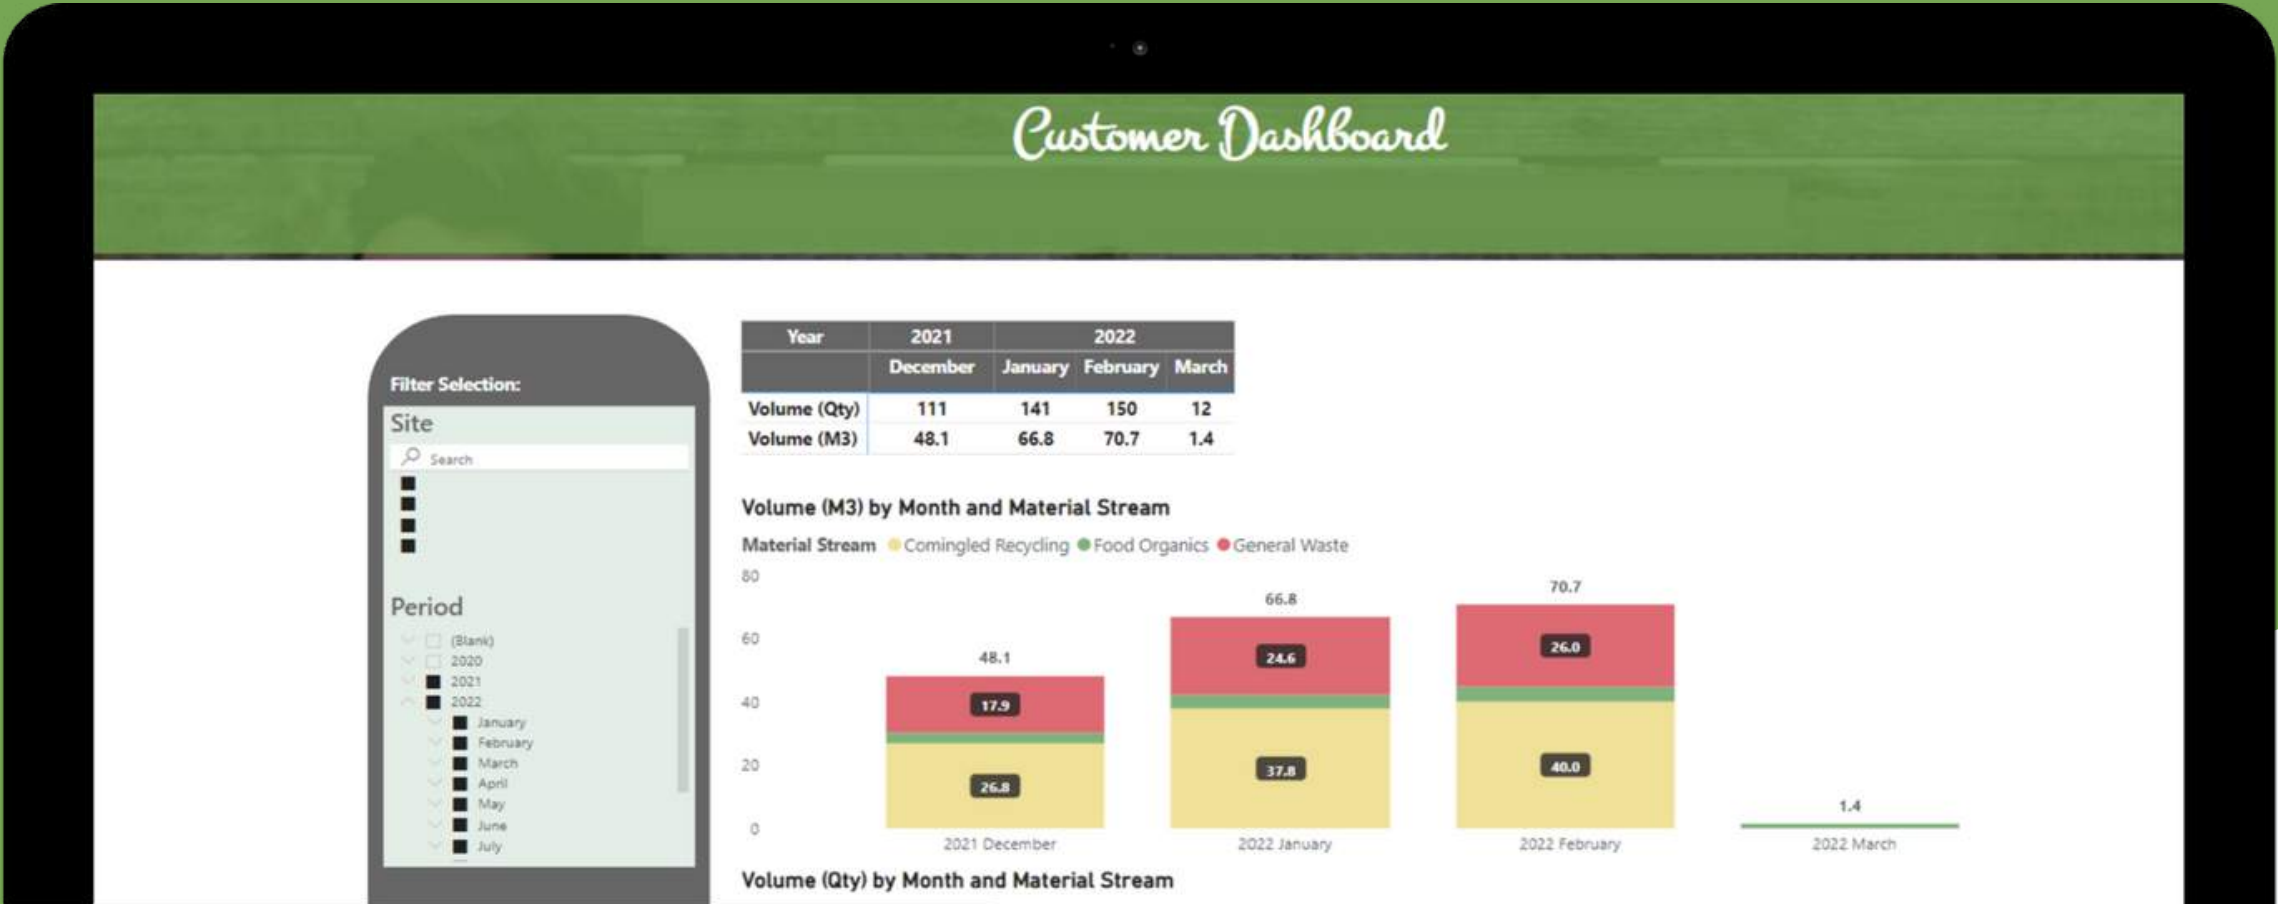 Customer Dashboard
Filter Selection:
Site
Search
Period
(Blank)
2020
2021
2022
January
February
March
April
May
June
July
Year 2021 2022
December January February March
Volume (Qty) 111 141 150 12
Volume (M3) 48.1 66.8 70.7 1.4
Volume (M3) by Month and Material Stream
Material Stream Comingled Recycling Food Organics General Waste
80
60
40
20
0
48.1
17.9
26.8
66.8
24.6
37.8
70.7
26.0
40.0
1.4
2021 December 2022 January 2022 February 2022 March
Volume (Qty) by Month and Material Stream